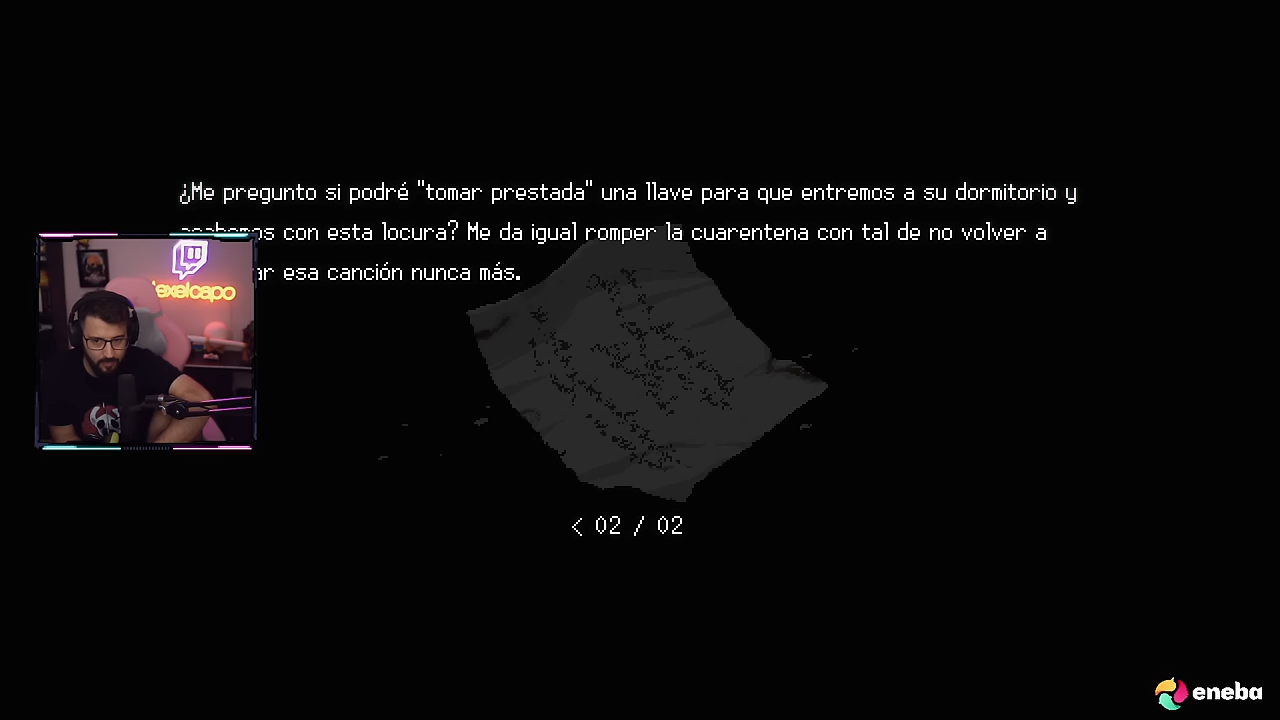 ¿Me pregunto si podré "tomar prestada" una llave para que entremos a su dormitorio y
con esta locura? Me da igual romper la cuarentena con tal de no volver a
esa canción nunca más.
exelcapo
< 02 / 02
eneba